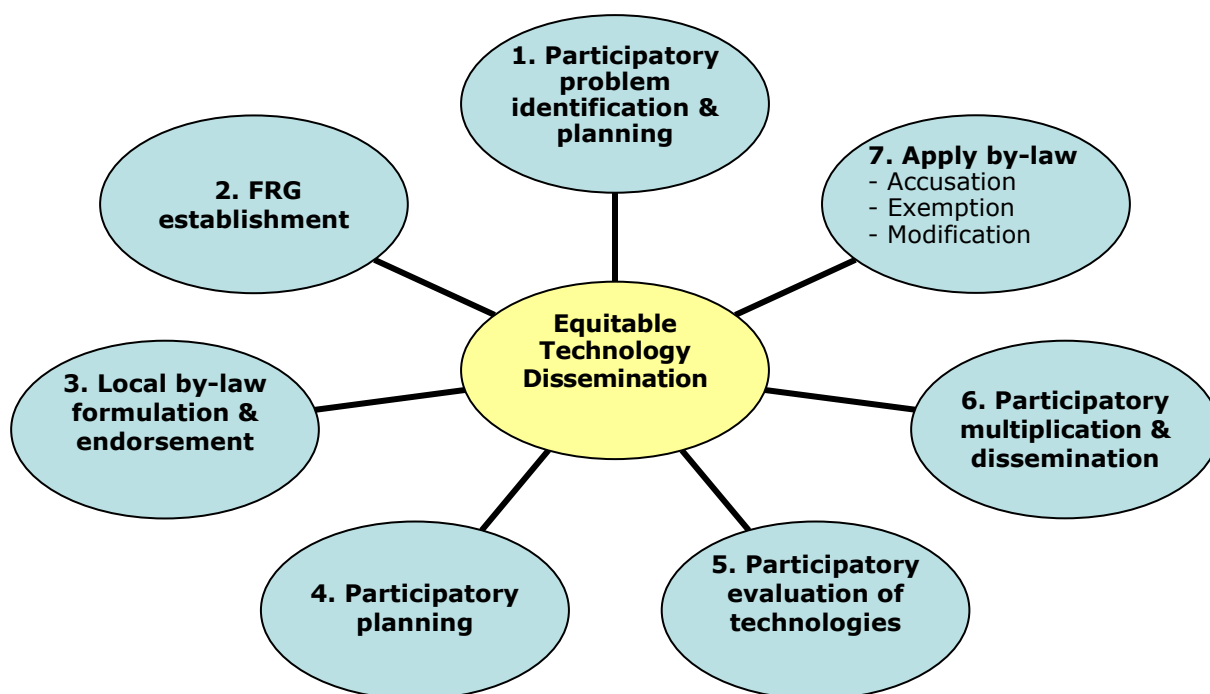 1. Participatory
problem
identification &
planning
2. FRG
establishment
3. Local by-law
formulation &
endorsement
4. Participatory
planning
5. Participatory
evaluation of
technologies
6. Participatory
multiplication &
dissemination
7. Apply by-law
- Accusation
- Exemption
- Modification
Equitable
Technology
Dissemination